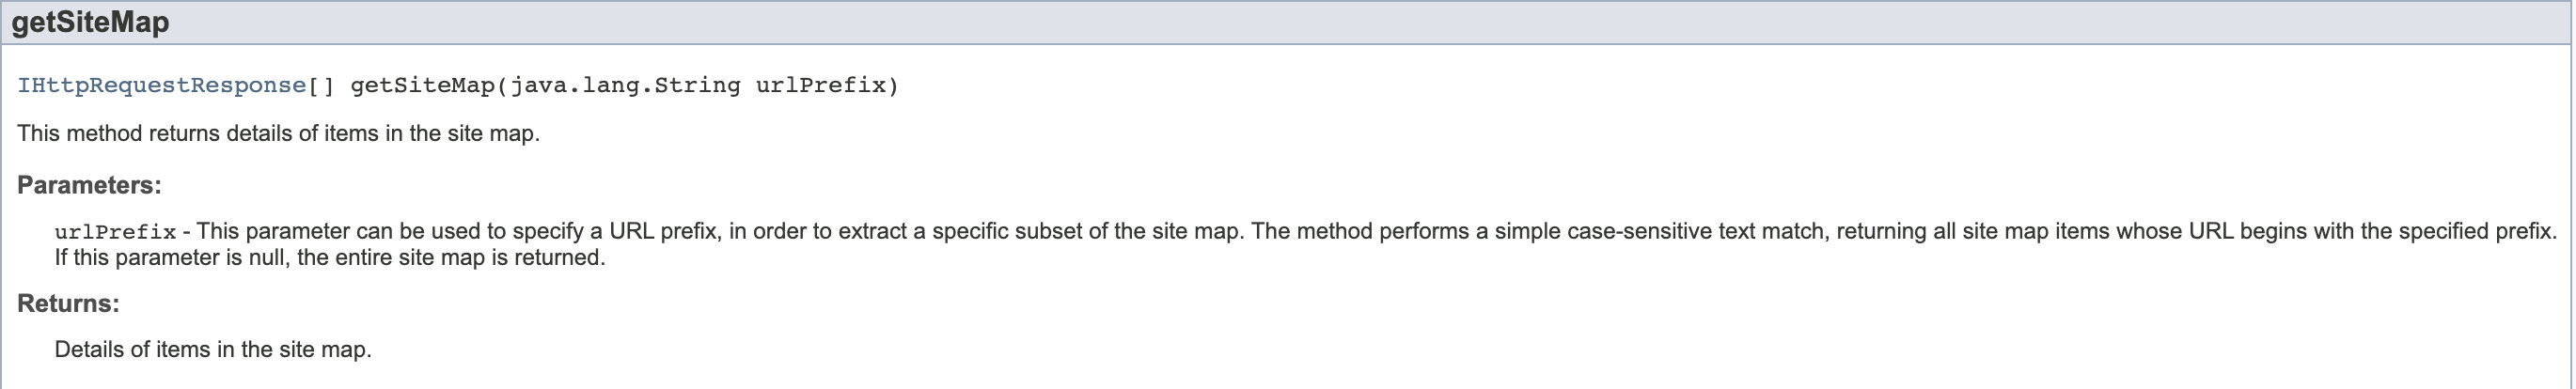 getSiteMap
IHttpRequestResponse[] getSiteMap(java.lang.String urlPrefix)
This method returns details of items in the site map.
Parameters:
urlPrefix - This parameter can be used to specify a URL prefix, in order to extract a specific subset of the site map. The method performs a simple case-sensitive text match, returning all site map items whose URL begins with the specified prefix.
If this parameter is null, the entire site map is returned.
Returns:
Details of items in the site map.